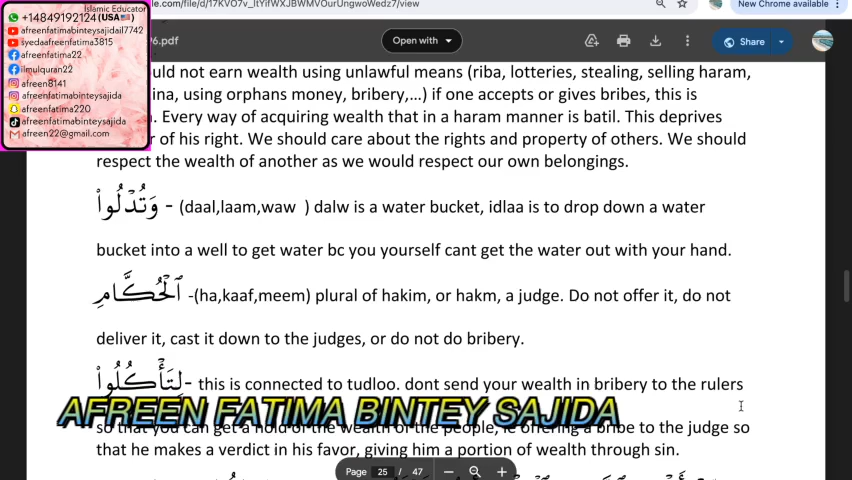 Islamic Educator
+14849192124 (USA🇺🇸)
afreenfatimabinteysajidail7742
syedaafreenfatima3815
afreenfatima22
ilmulquran22
afreen8141
afreenfatimabinteysajida
afreenfatima220
afreenfatimabinteysajida
afreen22@gmail.com
le.com/file/d/17KVO7v_ItYifWXJBWMVOurUngwoWedz7/view
New Chrome available
96.pdf
Open with
Share
uld not earn wealth using unlawful means (riba, lotteries, stealing, selling haram,
ina, using orphans money, bribery,...) if one accepts or gives bribes, this is
. Every way of acquiring wealth that in a haram manner is batil. This deprives
r of his right. We should care about the rights and property of others. We should
respect the wealth of another as we would respect our own belongings.
وَتُدْلُوا۟ - (daal,laam,waw ) dalw is a water bucket, idlaa is to drop down a water
bucket into a well to get water bc you yourself cant get the water out with your hand.
ٱلْحُكَّامِ -(ha,kaaf,meem) plural of hakim, or hakm, a judge. Do not offer it, do not
deliver it, cast it down to the judges, or do not do bribery.
لِتَأْكُلُوا۟- this is connected to tudloo. dont send your wealth in bribery to the rulers
AFREEN FATIMA BINTEY SAJIDA
so that you can get a hold of the wealth of the people, ie offering a bribe to the judge so
that he makes a verdict in his favor, giving him a portion of wealth through sin.
Page 25 / 47